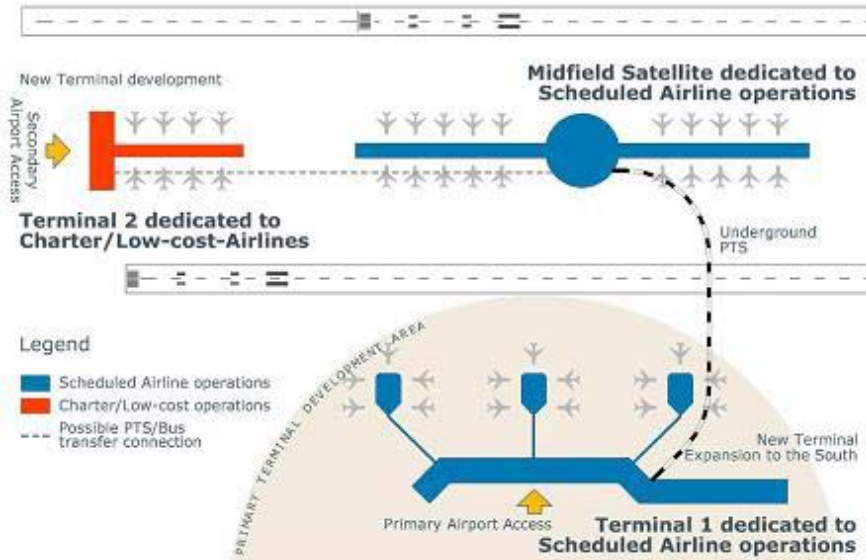 New Terminal development
Midfield Satellite dedicated to
Scheduled Airline operations
Secondary
Airport Access
Terminal 2 dedicated to
Charter/Low-cost-Airlines
Underground
PTS
PRIMARY TERMINAL DEVELOPMENT AREA
Legend
Scheduled Airline operations
Charter/Low-cost operations
Possible PTS/Bus
transfer connection
New Terminal
Expansion to the South
Primary Airport Access
Terminal 1 dedicated to
Scheduled Airline operations